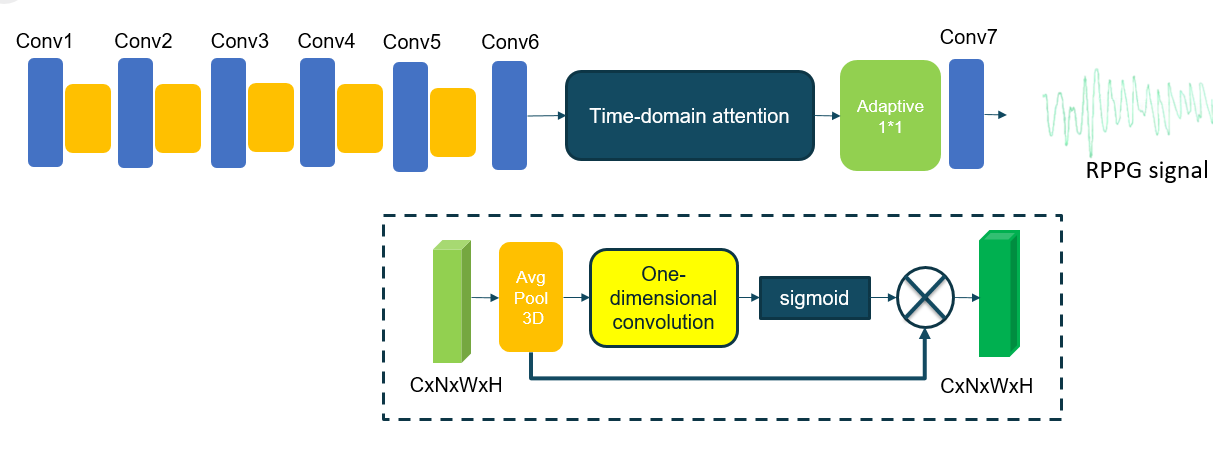 Conv1
Conv2
Conv3
Conv4
Conv5
Conv6
Conv7
Time-domain attention
Adaptive
1*1
RPPG signal
Avg
Pool
3D
One-
dimensional
convolution
sigmoid
CxNxWxH
CxNxWxH